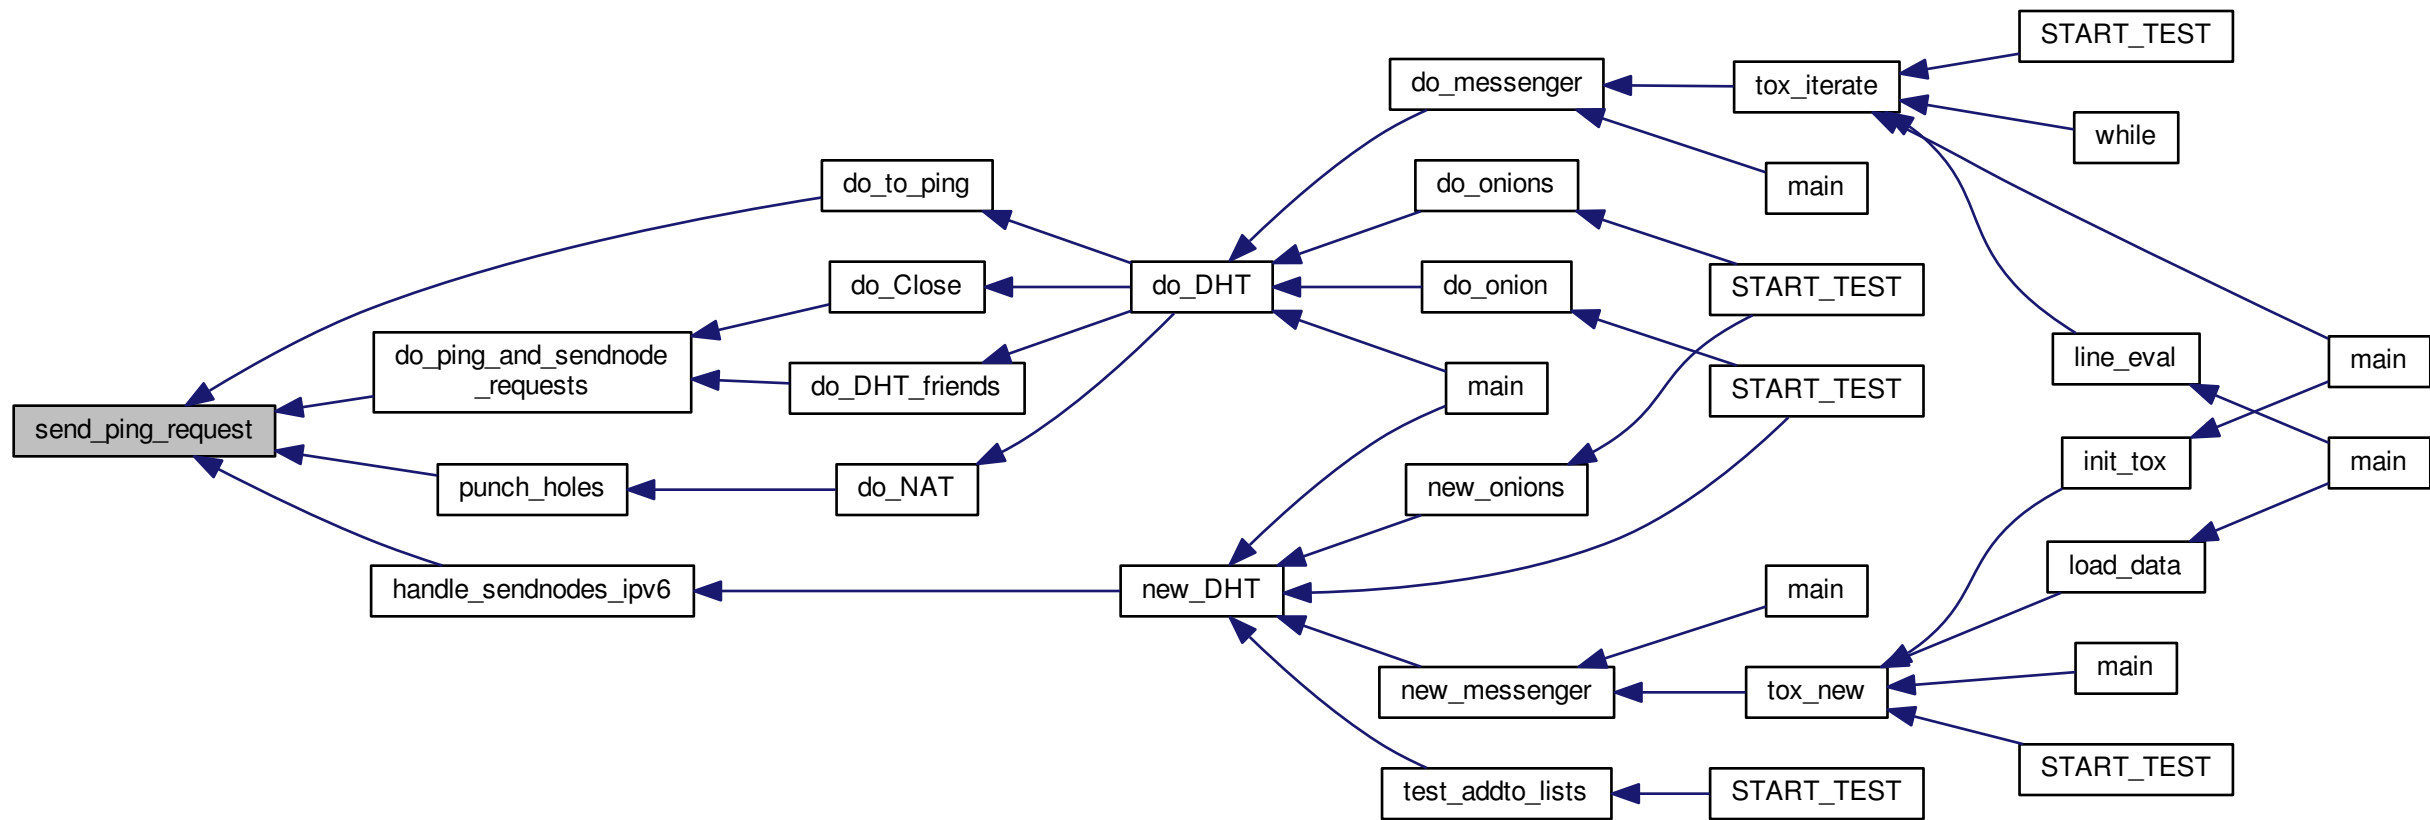 send_ping_request
do_to_ping
do_ping_and_sendnode
_requests
punch_holes
handle_sendnodes_ipv6
do_Close
do_DHT_friends
do_NAT
do_DHT
new_DHT
do_messenger
do_onions
do_onion
main
new_onions
new_messenger
test_addto_lists
tox_iterate
main
START_TEST
START_TEST
main
tox_new
START_TEST
START_TEST
while
line_eval
init_tox
load_data
main
START_TEST
main
main